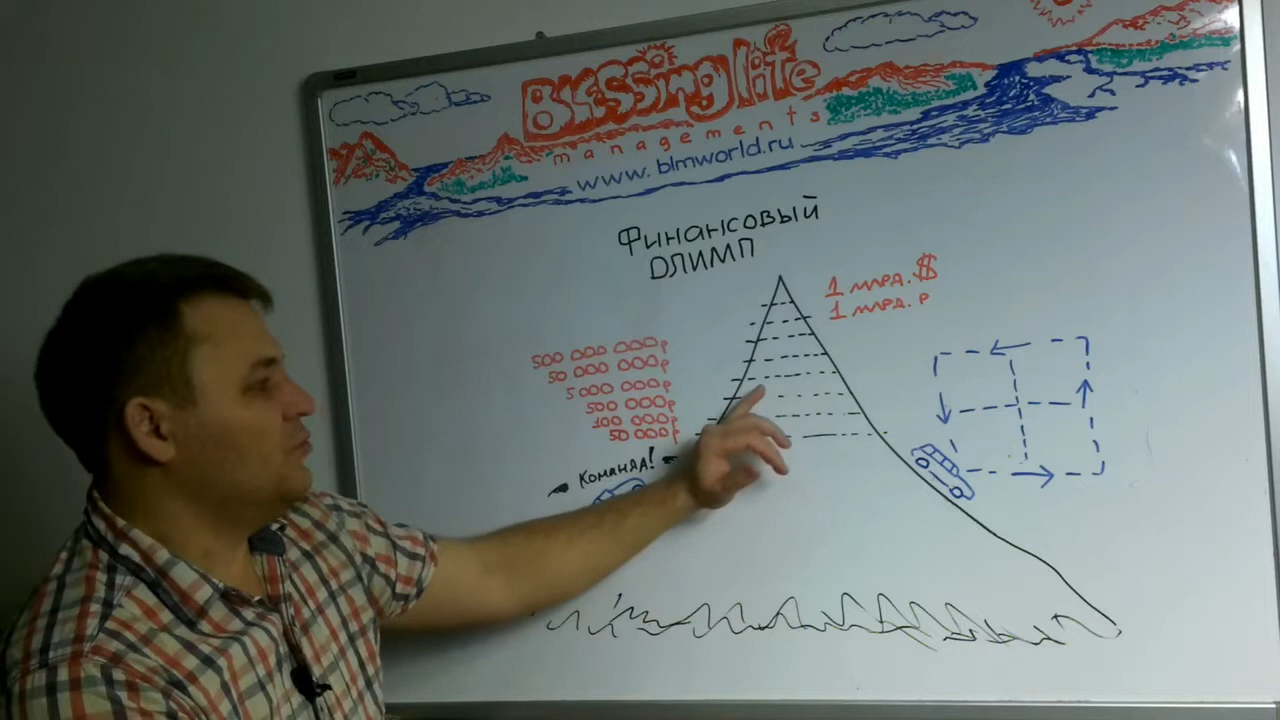 BLessing life
managements
www.blmworld.ru
Финансовый
ОЛИМП
1 млрд. $
1 млрд. р
500 000 000р
50 000 000р
5 000 000р
500 000р
100 000р
50 000р
Команда!